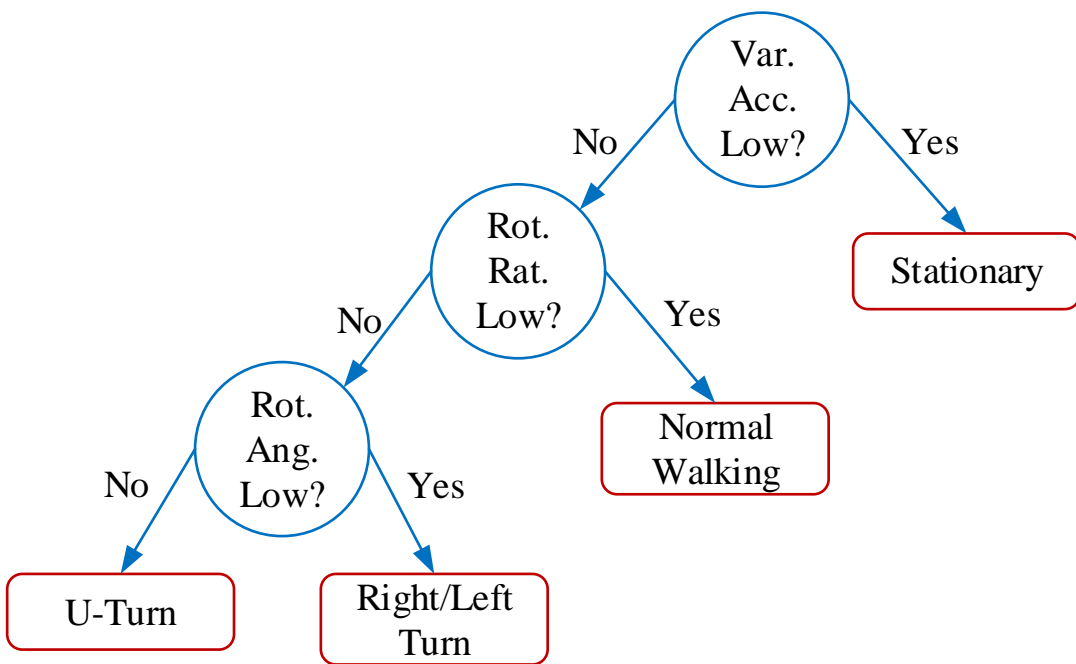 Var.
Acc.
Low?
No
Yes
Rot.
Rat.
Low?
Stationary
No
Yes
Rot.
Ang.
Low?
Normal
Walking
No
Yes
U-Turn
Right/Left
Turn